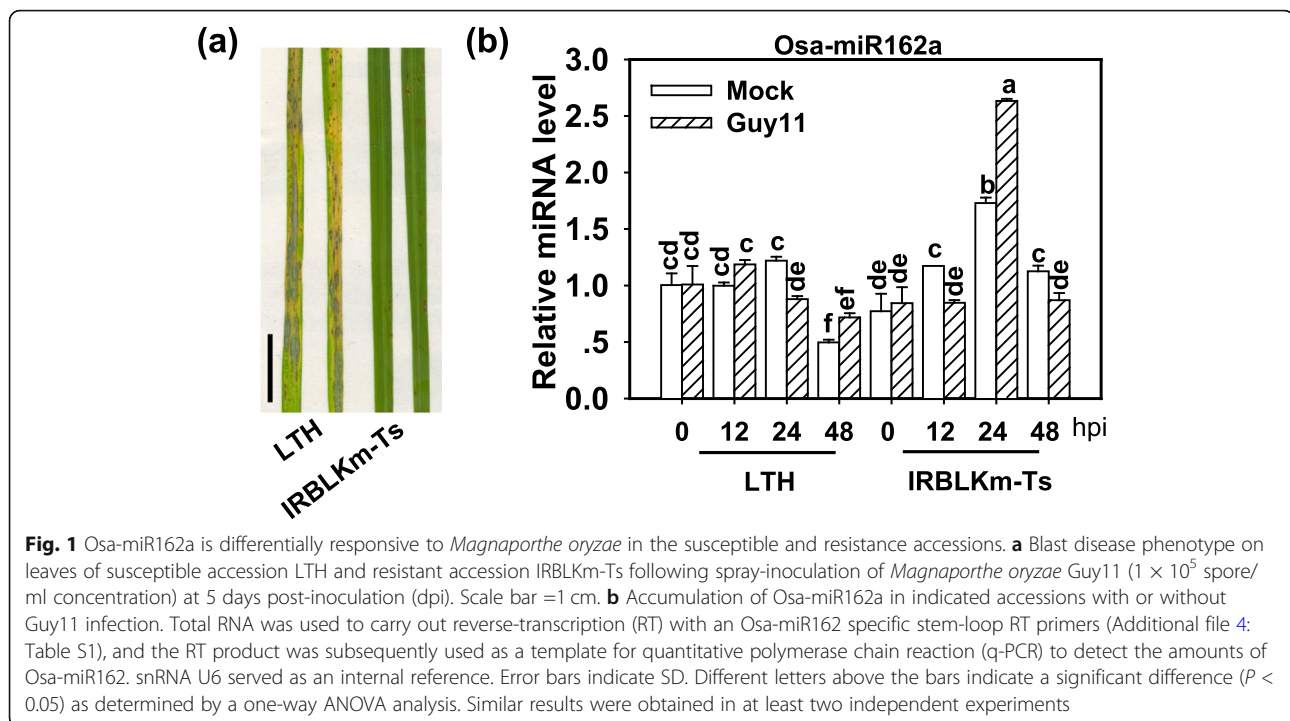 (a)
LTH
IRBLKm-Ts
(b)
Osa-miR162a
Relative miRNA level
3.0
2.5
2.0
1.5
1.0
.5
0.0
Mock
Guy11
cd cd cd c c de f ef de de c de b a c de
0 12 24 48 0 12 24 48 hpi
LTH IRBLKm-Ts
Fig. 1 Osa-miR162a is differentially responsive to Magnaporthe oryzae in the susceptible and resistance accessions. a Blast disease phenotype on
leaves of susceptible accession LTH and resistant accession IRBLKm-Ts following spray-inoculation of Magnaporthe oryzae Guy11 (1 × 10⁵ spore/
ml concentration) at 5 days post-inoculation (dpi). Scale bar =1 cm. b Accumulation of Osa-miR162a in indicated accessions with or without
Guy11 infection. Total RNA was used to carry out reverse-transcription (RT) with an Osa-miR162 specific stem-loop RT primers (Additional file 4:
Table S1), and the RT product was subsequently used as a template for quantitative polymerase chain reaction (q-PCR) to detect the amounts of
Osa-miR162. snRNA U6 served as an internal reference. Error bars indicate SD. Different letters above the bars indicate a significant difference (P <
0.05) as determined by a one-way ANOVA analysis. Similar results were obtained in at least two independent experiments